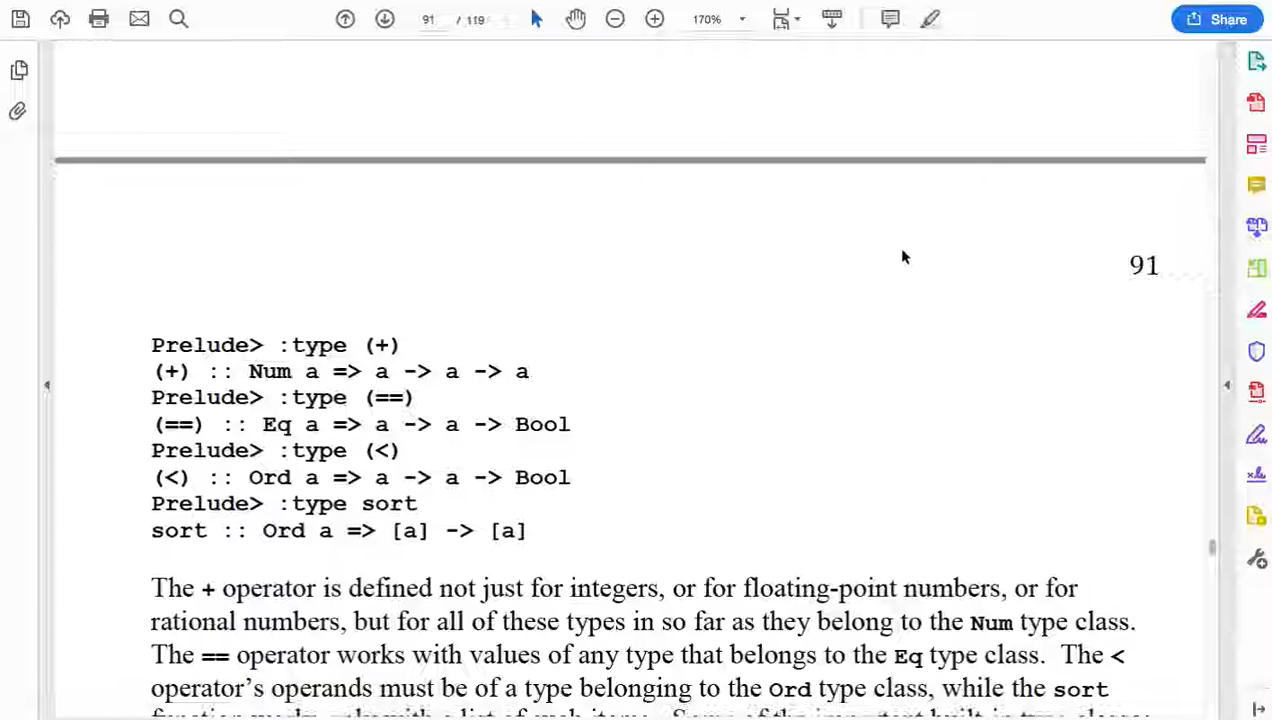 91 / 119
170%
Share
91
Prelude> :type (+)
(+) :: Num a => a -> a -> a
Prelude> :type (==)
(==) :: Eq a => a -> a -> Bool
Prelude> :type (<)
(<) :: Ord a => a -> a -> Bool
Prelude> :type sort
sort :: Ord a => [a] -> [a]
The + operator is defined not just for integers, or for floating-point numbers, or for
rational numbers, but for all of these types in so far as they belong to the Num type class.
The == operator works with values of any type that belongs to the Eq type class. The <
operator's operands must be of a type belonging to the Ord type class, while the sort